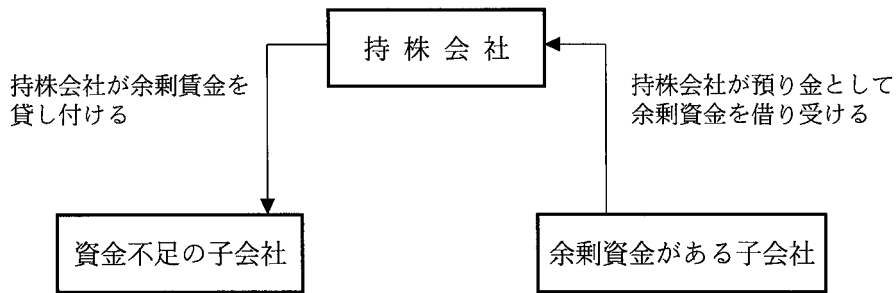 持株会社
持株会社が余剰賃金を
貸し付ける
持株会社が預り金として
余剰資金を借り受ける
資金不足の子会社
余剰資金がある子会社